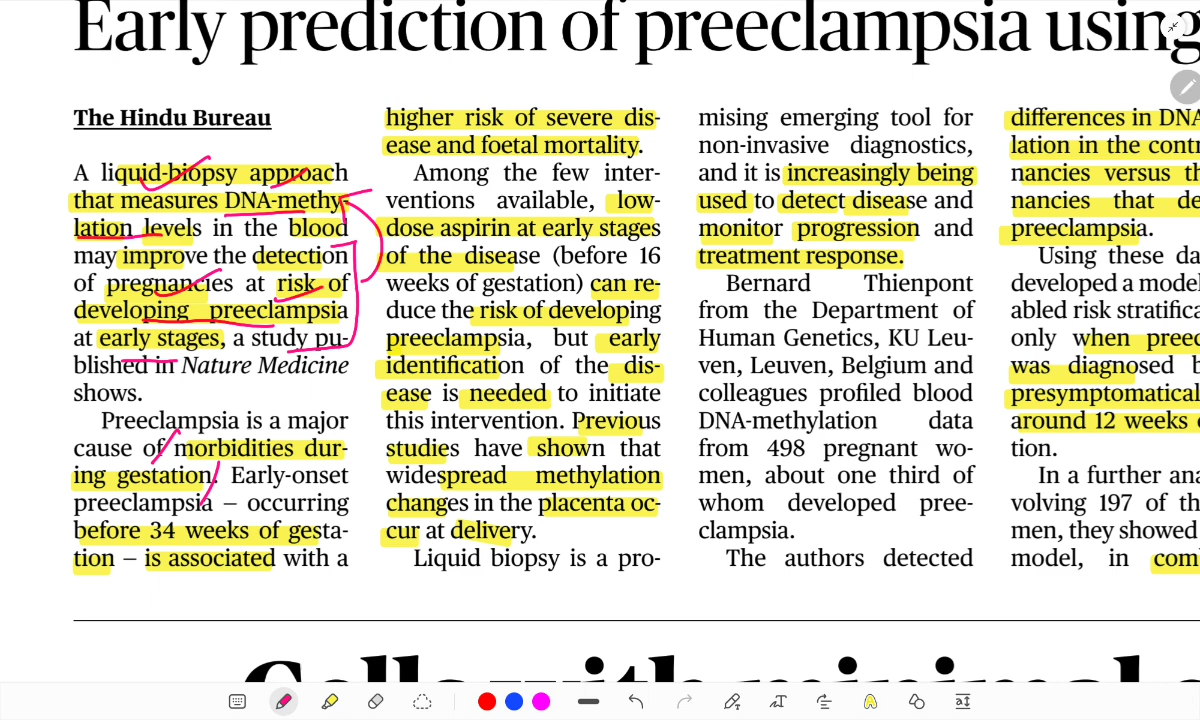 Early prediction of preeclampsia using
The Hindu Bureau
A liquid-biopsy approach
that measures DNA-methy-
lation levels in the blood
may improve the detection
of pregnancies at risk of
developing preeclampsia
at early stages, a study pu-
blished in Nature Medicine
shows.
Preeclampsia is a major
cause of morbidities dur-
ing gestation. Early-onset
preeclampsia – occurring
before 34 weeks of gesta-
tion – is associated with a
higher risk of severe dis-
ease and foetal mortality.
Among the few inter-
ventions available, low-
dose aspirin at early stages
of the disease (before 16
weeks of gestation) can re-
duce the risk of developing
preeclampsia, but early
identification of the dis-
ease is needed to initiate
this intervention. Previous
studies have shown that
widespread methylation
changes in the placenta oc-
cur at delivery.
Liquid biopsy is a pro-
mising emerging tool for
non-invasive diagnostics,
and it is increasingly being
used to detect disease and
monitor progression and
treatment response.
Bernard Thienpont
from the Department of
Human Genetics, KU Leu-
ven, Leuven, Belgium and
colleagues profiled blood
DNA-methylation data
from 498 pregnant wo-
men, about one third of
whom developed pree-
clampsia.
The authors detected
differences in DNA
lation in the contr
nancies versus th
nancies that de
preeclampsia.
Using these da
developed a model
abled risk stratifica
only when preec
was diagnosed b
presymptomatical
around 12 weeks o
tion.
In a further ana
volving 197 of th
men, they showed
model, in com